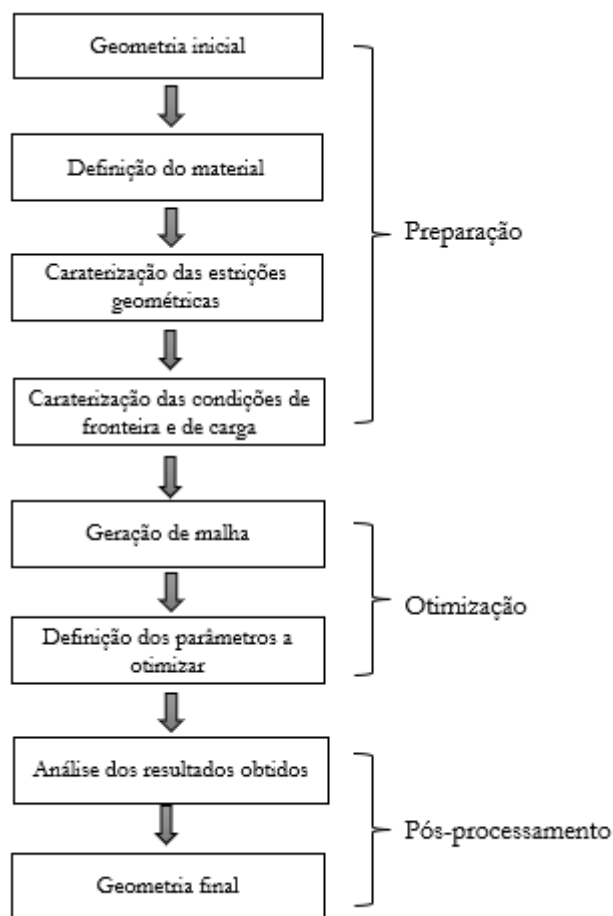 Geometria inicial
Definição do material
Caraterização das estrições
geométricas
Caraterização das condições de
fronteira e de carga
Preparação
Geração de malha
Definição dos parâmetros a
otimizar
Otimização
Análise dos resultados obtidos
Geometria final
Pós-processamento